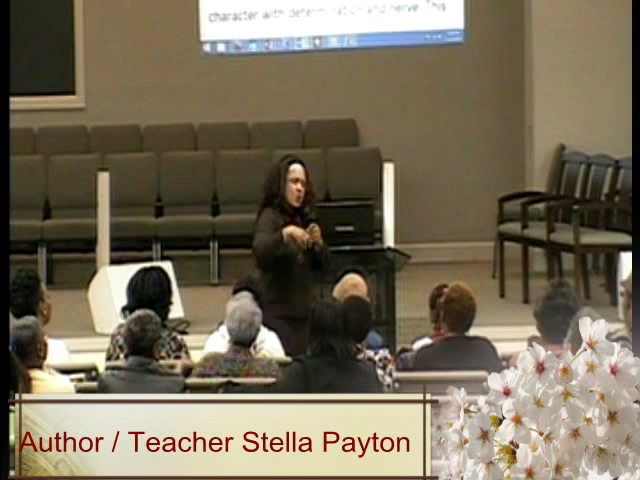 character with determination and nerve. This
Author / Teacher Stella Payton